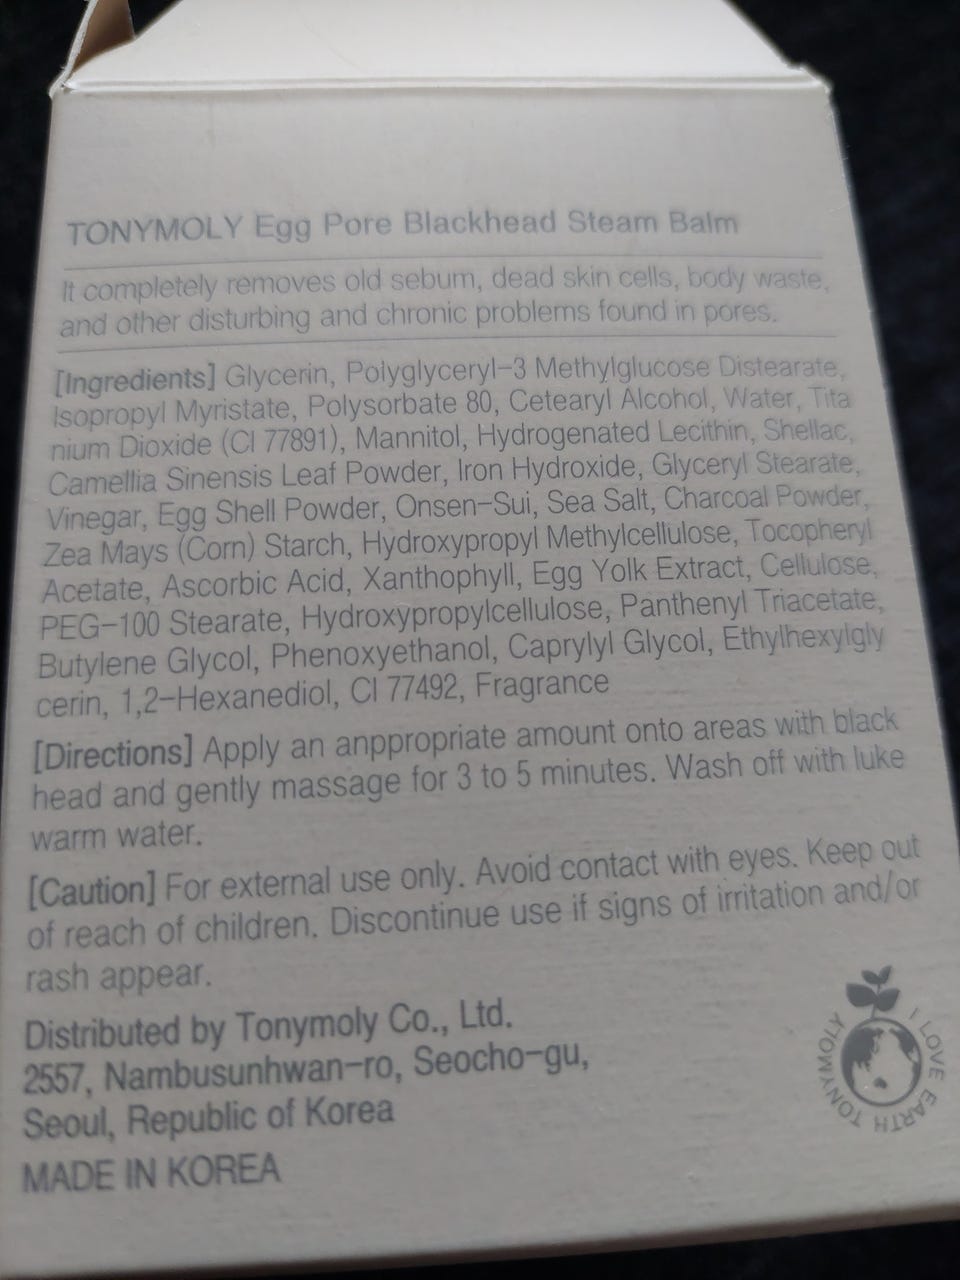 TONYMOLY Egg Pore Blackhead Steam Balm
It completely removes old sebum, dead skin cells, body waste,
and other disturbing and chronic problems found in pores.
[Ingredients] Glycerin, Polyglyceryl-3 Methylglucose Distearate,
Isopropyl Myristate, Polysorbate 80, Cetearyl Alcohol, Water, Tita
nium Dioxide (CI 77891), Mannitol, Hydrogenated Lecithin, Shellac,
Camellia Sinensis Leaf Powder, Iron Hydroxide, Glyceryl Stearate,
Vinegar, Egg Shell Powder, Onsen-Sui, Sea Salt, Charcoal Powder,
Zea Mays (Corn) Starch, Hydroxypropyl Methylcellulose, Tocopheryl
Acetate, Ascorbic Acid, Xanthophyll, Egg Yolk Extract, Cellulose,
PEG-100 Stearate, Hydroxypropylcellulose, Panthenyl Triacetate,
Butylene Glycol, Phenoxyethanol, Caprylyl Glycol, Ethylhexylgly
cerin, 1,2-Hexanediol, CI 77492, Fragrance
[Directions] Apply an anppropriate amount onto areas with black
head and gently massage for 3 to 5 minutes. Wash off with luke
warm water.
[Caution] For external use only. Avoid contact with eyes. Keep out
of reach of children. Discontinue use if signs of irritation and/or
rash appear.
Distributed by Tonymoly Co., Ltd.
2557, Nambusunhwan-ro, Seocho-gu,
Seoul, Republic of Korea
MADE IN KOREA
I LOVE EARTH TONYMOLY